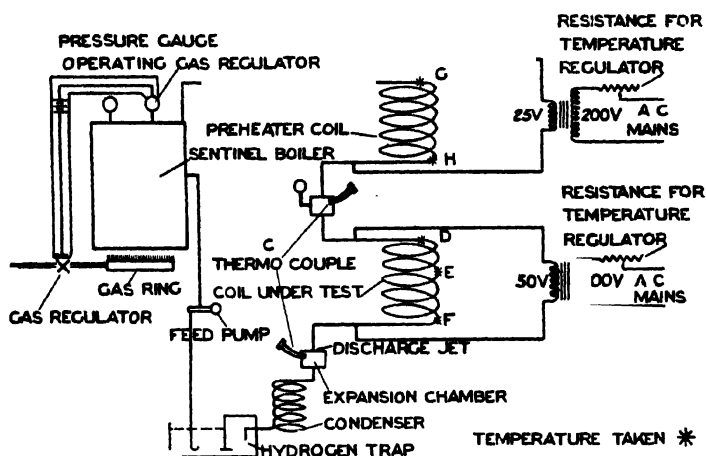 PRESSURE GAUGE
OPERATING GAS REGULATOR
RESISTANCE FOR
TEMPERATURE
REGULATOR
G
PREHEATER COIL
SENTINEL BOILER
25V
200V
A C
MAINS
H
RESISTANCE FOR
TEMPERATURE
REGULATOR
C
THERMO COUPLE
D
E
GAS RING
COIL UNDER TEST
50V
00V
A C
MAINS
GAS REGULATOR
F
FEED PUMP
DISCHARGE JET
EXPANSION CHAMBER
CONDENSER
HYDROGEN TRAP
TEMPERATURE TAKEN *